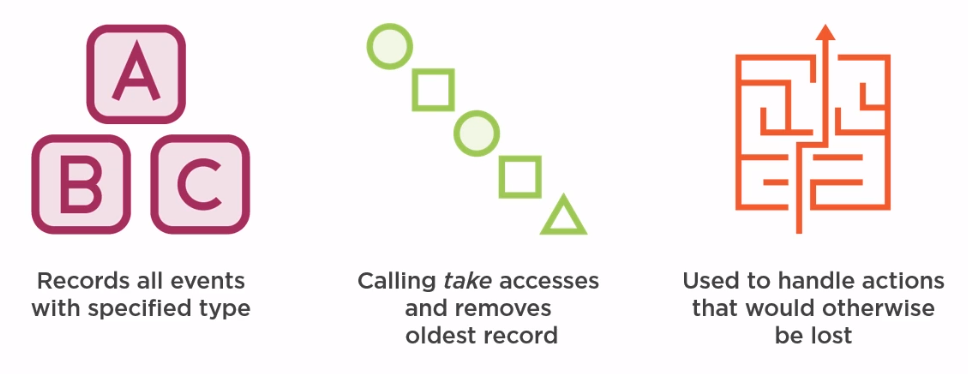 A
B C
Records all events
with specified type
Calling take accesses
and removes
oldest record
Used to handle actions
that would otherwise
be lost